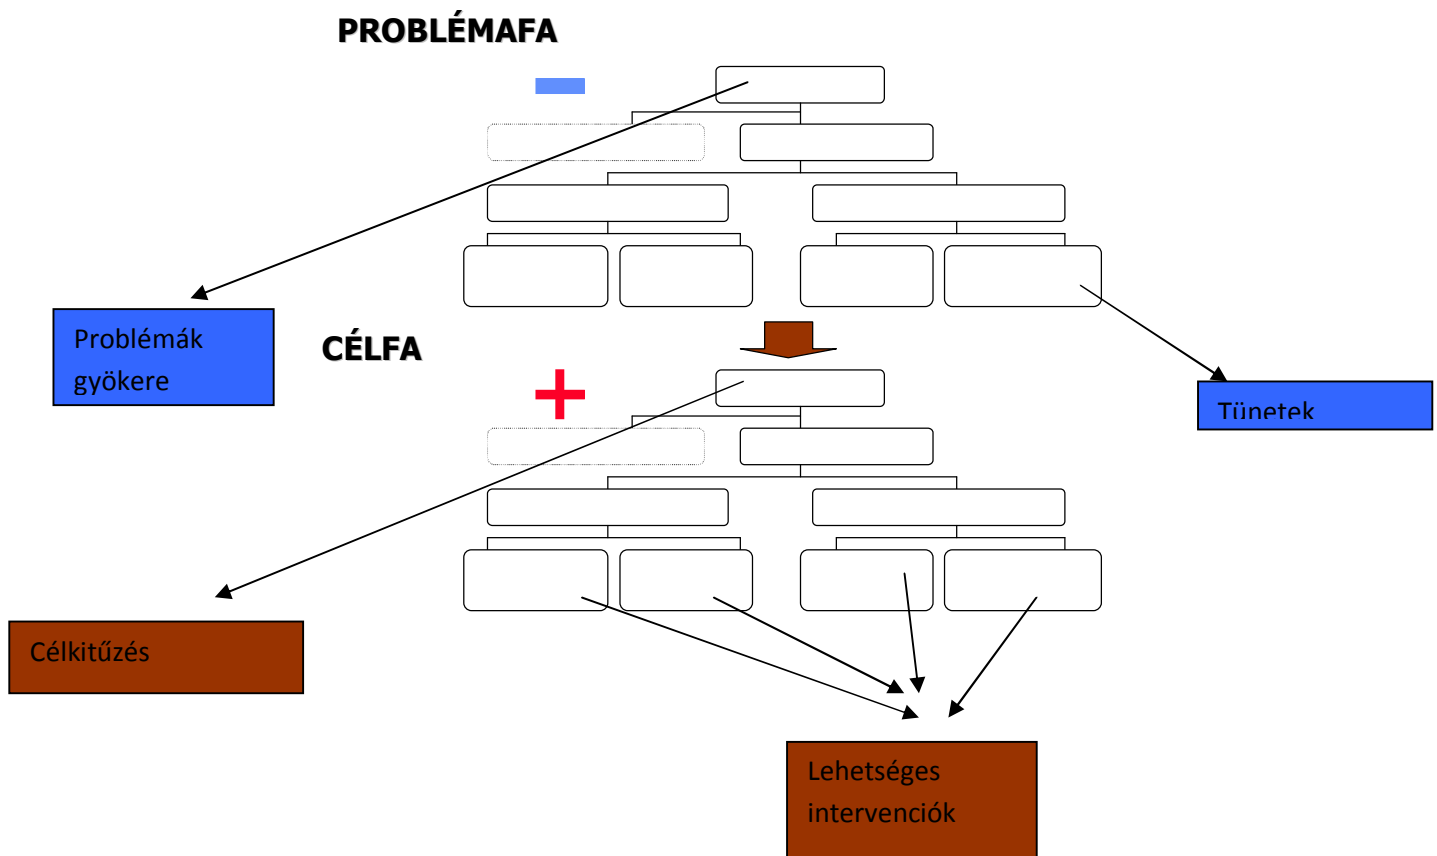 PROBLÉMAFA
Problémák
gyökere
CÉLFA
Tünetek
Célkitűzés
Lehetséges
intervenciók